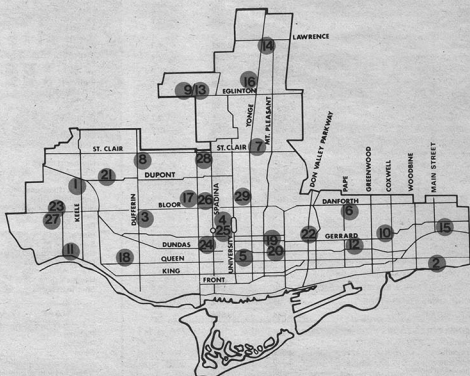 14
LAWRENCE
16
9/13
EGLINTON
YONGE
MT. PLEASANT
DON VALLEY PARKWAY
ST. CLAIR
ST. CLAIR
7
8
28
DUPONT
21
1
KEELE
DUFFERIN
BLOOR
17
26
SPADINA
29
PAPE
GREENWOOD
COXWELL
WOODBINE
MAIN STREET
DANFORTH
6
23
27
3
4
25
UNIVERSITY
DUNDAS
24
19
20
22
GERRARD
12
10
15
11
18
QUEEN
5
KING
FRONT
2